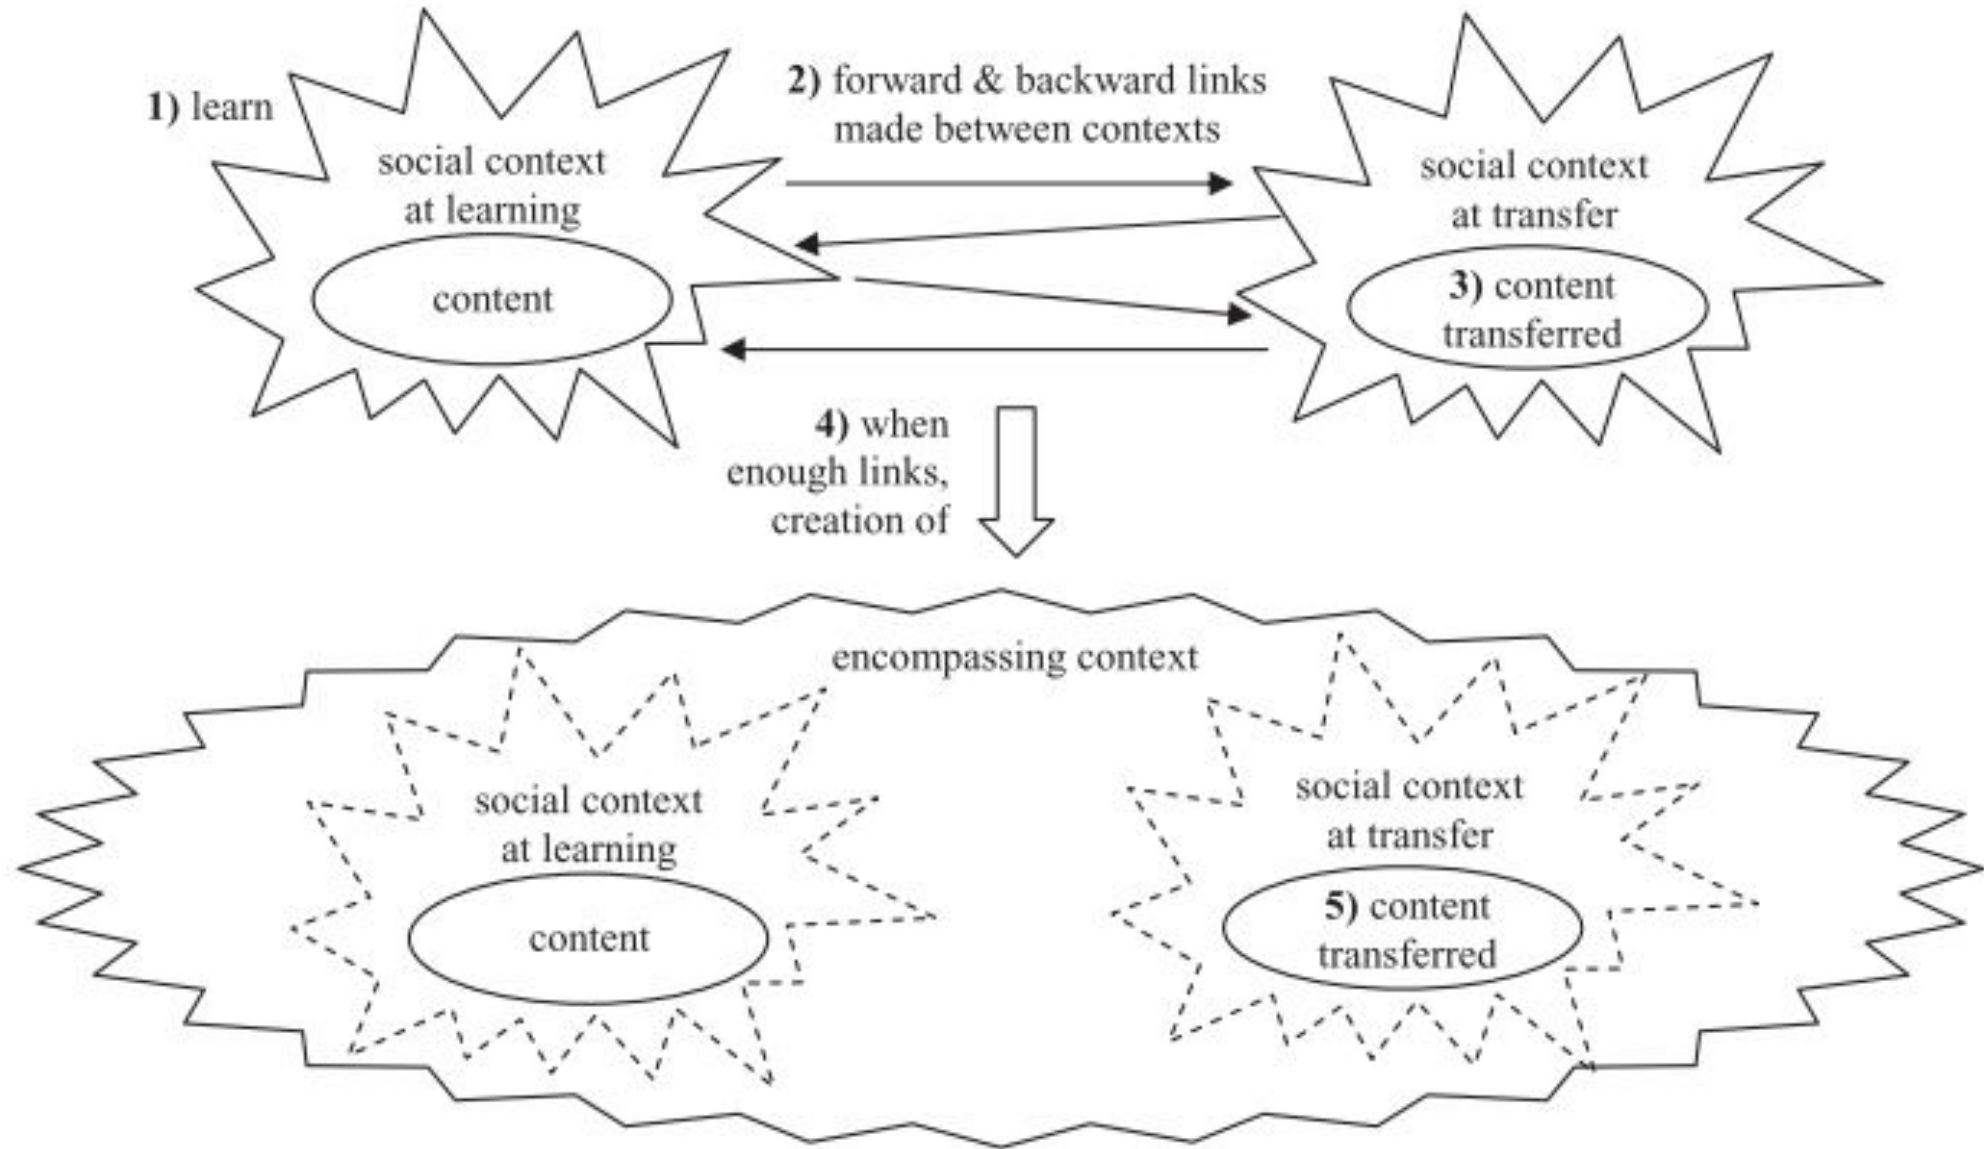 1) learn
2) forward & backward links
made between contexts
social context
at learning
content
social context
at transfer
3) content
transferred
4) when
enough links,
creation of
encompassing context
social context
at learning
content
social context
at transfer
5) content
transferred